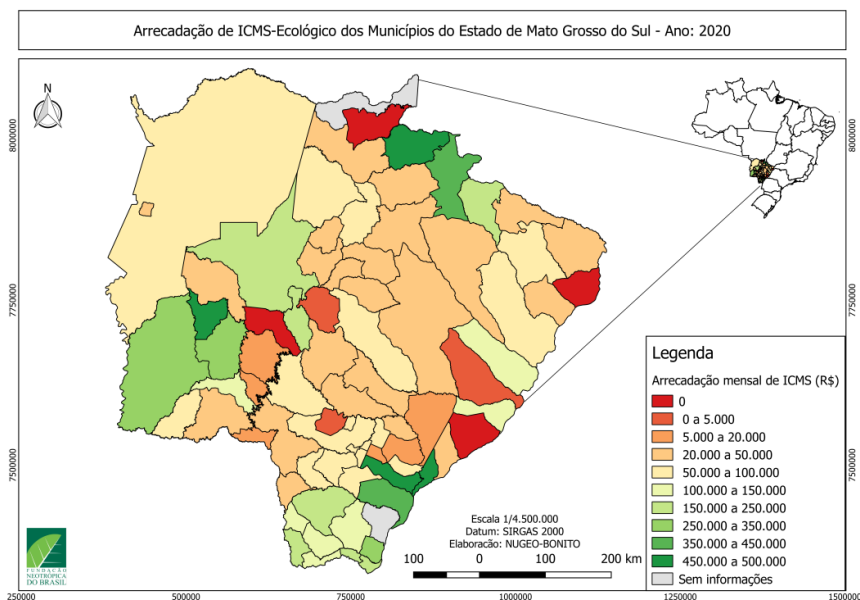 Arrecadação de ICMS-Ecológico dos Municípios do Estado de Mato Grosso do Sul - Ano: 2020
N
8000000
8000000
7750000
7750000
7500000
7500000
Legenda
Arrecadação mensal de ICMS (R$)
0
0 a 5.000
5.000 a 20.000
20.000 a 50.000
50.000 a 100.000
100.000 a 150.000
150.000 a 250.000
250.000 a 350.000
350.000 a 450.000
450.000 a 500.000
Sem informações
Escala 1/4.500.000
Datum: SIRGAS 2000
Elaboração: NUGEO-BONITO
100 0 100 200 km
FUNDAÇÃO
NEOTRÓPICA
DO BRASIL
250000 500000 750000 1000000 1250000 1500000